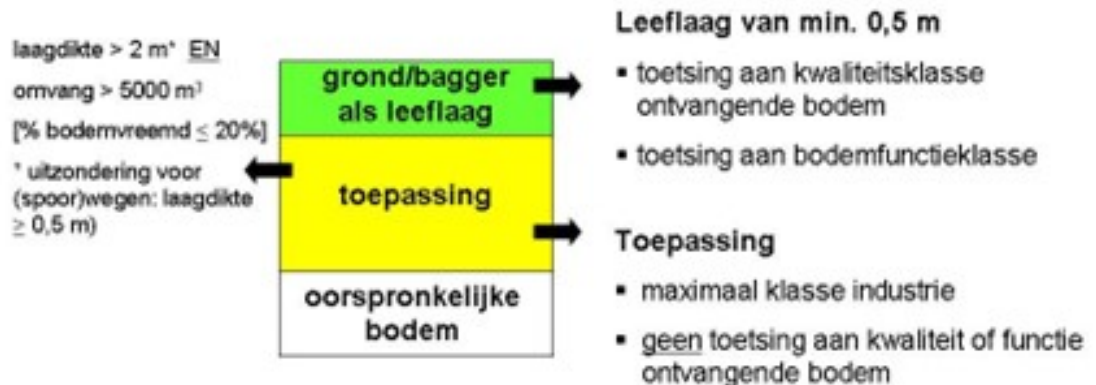 laagdikte > 2 m* EN
omvang > 5000 m³
[% bodemvreemd ≤ 20%]
* uitzondering voor
(spoor)wegen: laagdikte
≥ 0,5 m)
grond/bagger
als leeflaag
toepassing
oorspronkelijke
bodem
Leeflaag van min. 0,5 m
▪ toetsing aan kwaliteitsklasse
ontvangende bodem
▪ toetsing aan bodemfunctieklasse
Toepassing
▪ maximaal klasse industrie
▪ geen toetsing aan kwaliteit of functie
ontvangende bodem